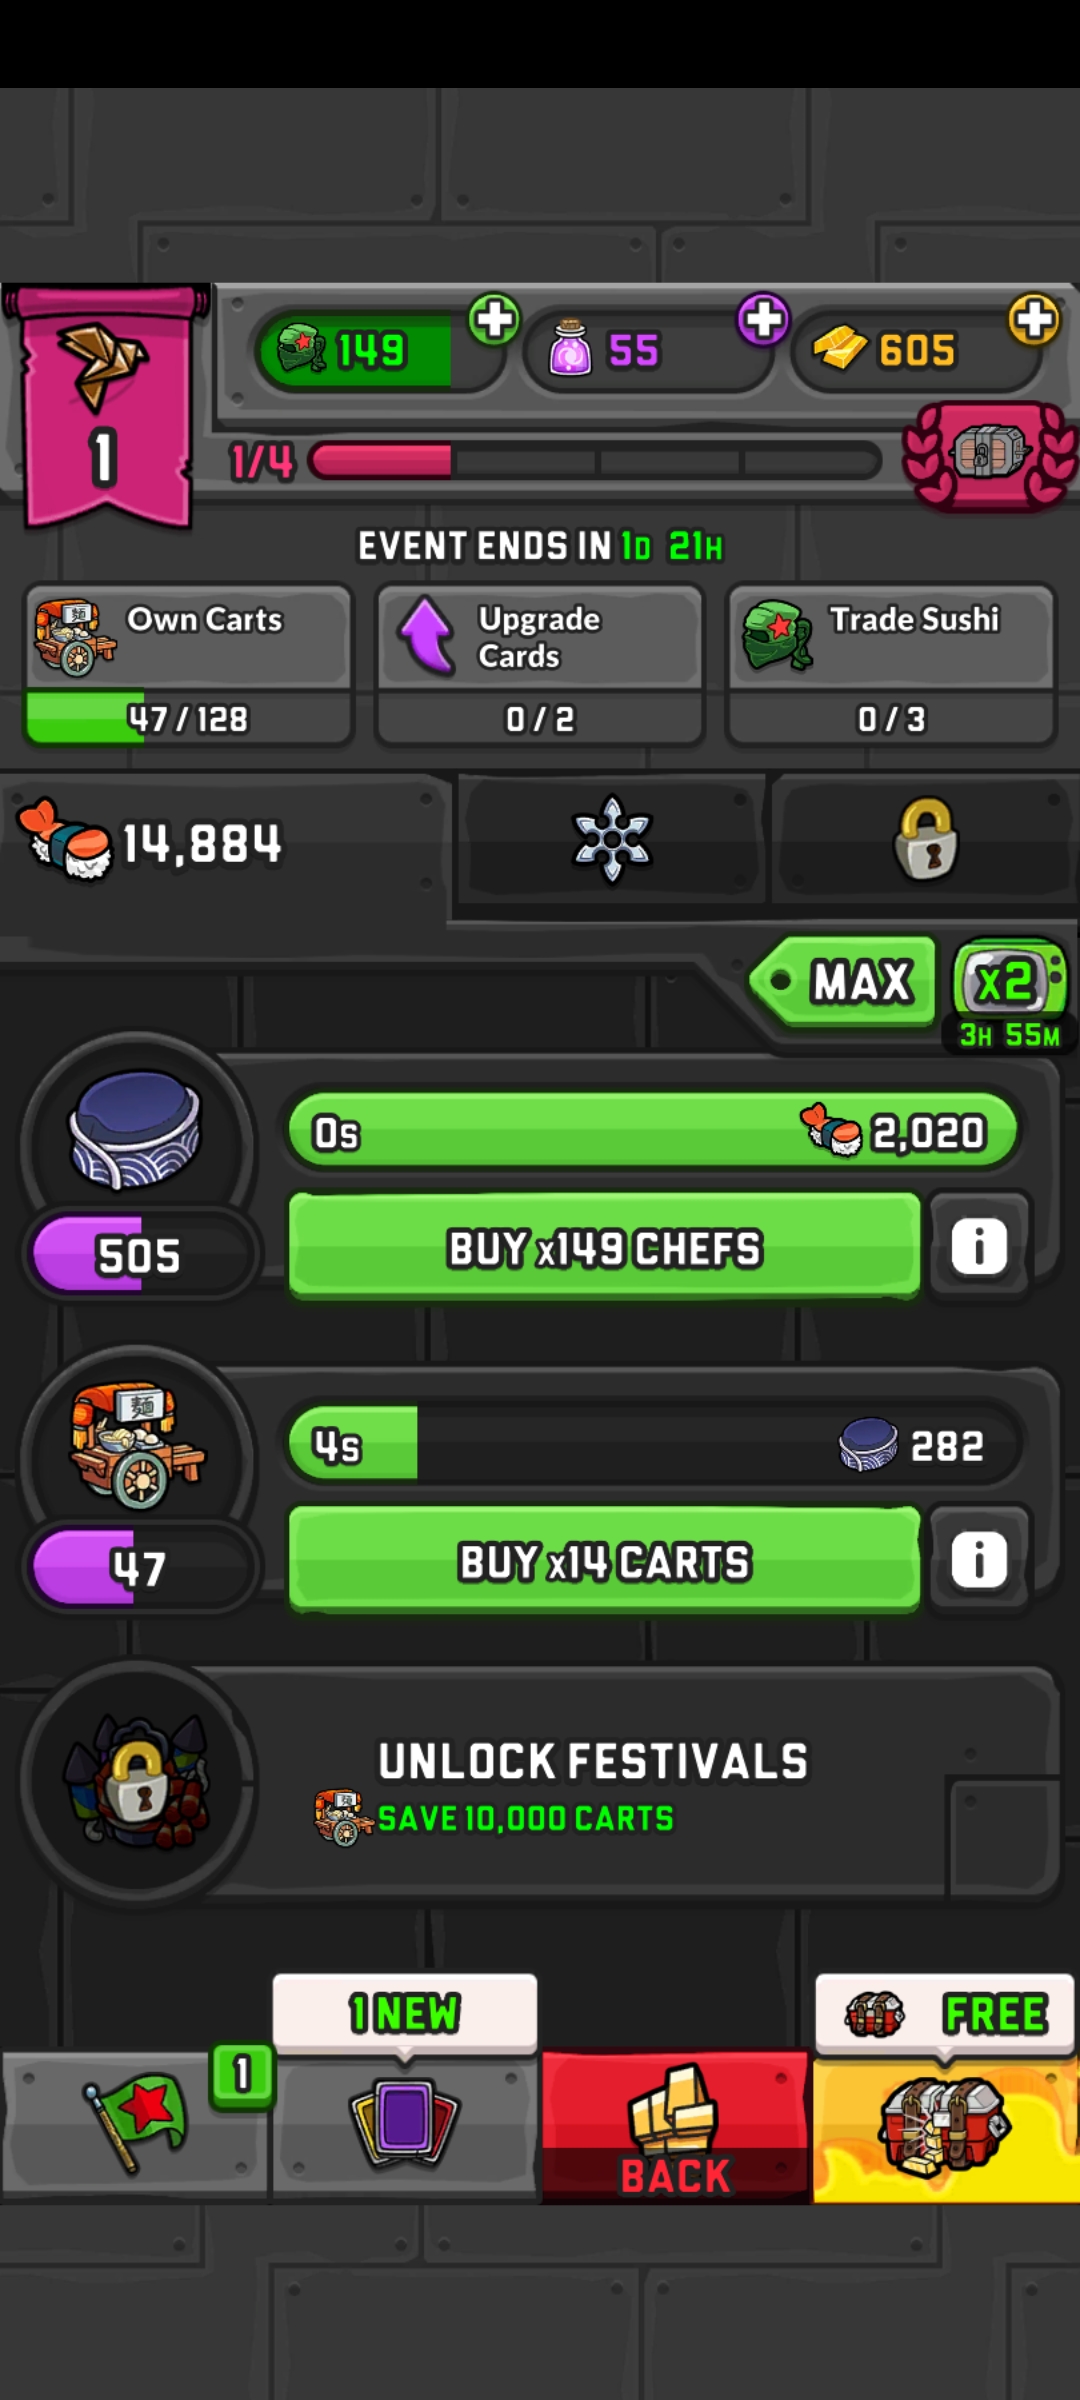 149
55
605
1
1/4
EVENT ENDS IN 1D 21H
Own Carts
Upgrade
Cards
Trade Sushi
47 / 128
0 / 2
0 / 3
14,884
MAX
x2
3H 55M
0s
2,020
BUY x149 CHEFS
i
505
麺
4s
282
BUY x14 CARTS
i
47
UNLOCK FESTIVALS
SAVE 10,000 CARTS
1 NEW
FREE
1
BACK